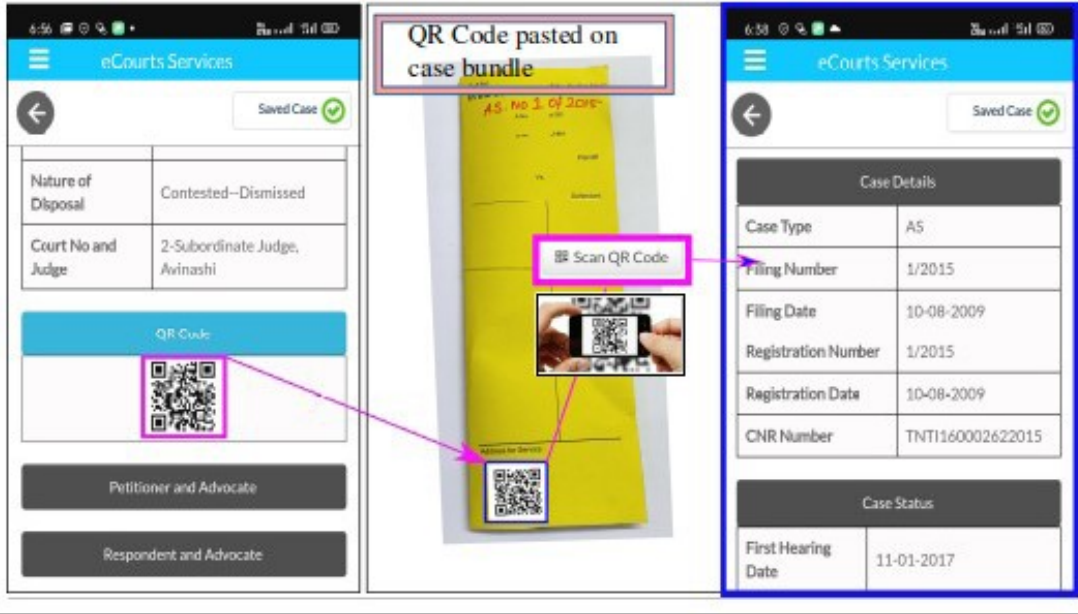 6:56
eCourts Services
Saved Case
Nature of Disposal
Contested--Dismissed
Court No and Judge
2-Subordinate Judge, Avinashi
QR Code
Petitioner and Advocate
Respondent and Advocate
QR Code pasted on
case bundle
AS. NO 1 of 2015
Vs.
Address for Service
Scan QR Code
6:58
eCourts Services
Saved Case
Case Details
Case Type
AS
Filing Number
1/2015
Filing Date
10-08-2009
Registration Number
1/2015
Registration Date
10-08-2009
CNR Number
TNTI160002622015
Case Status
First Hearing Date
11-01-2017